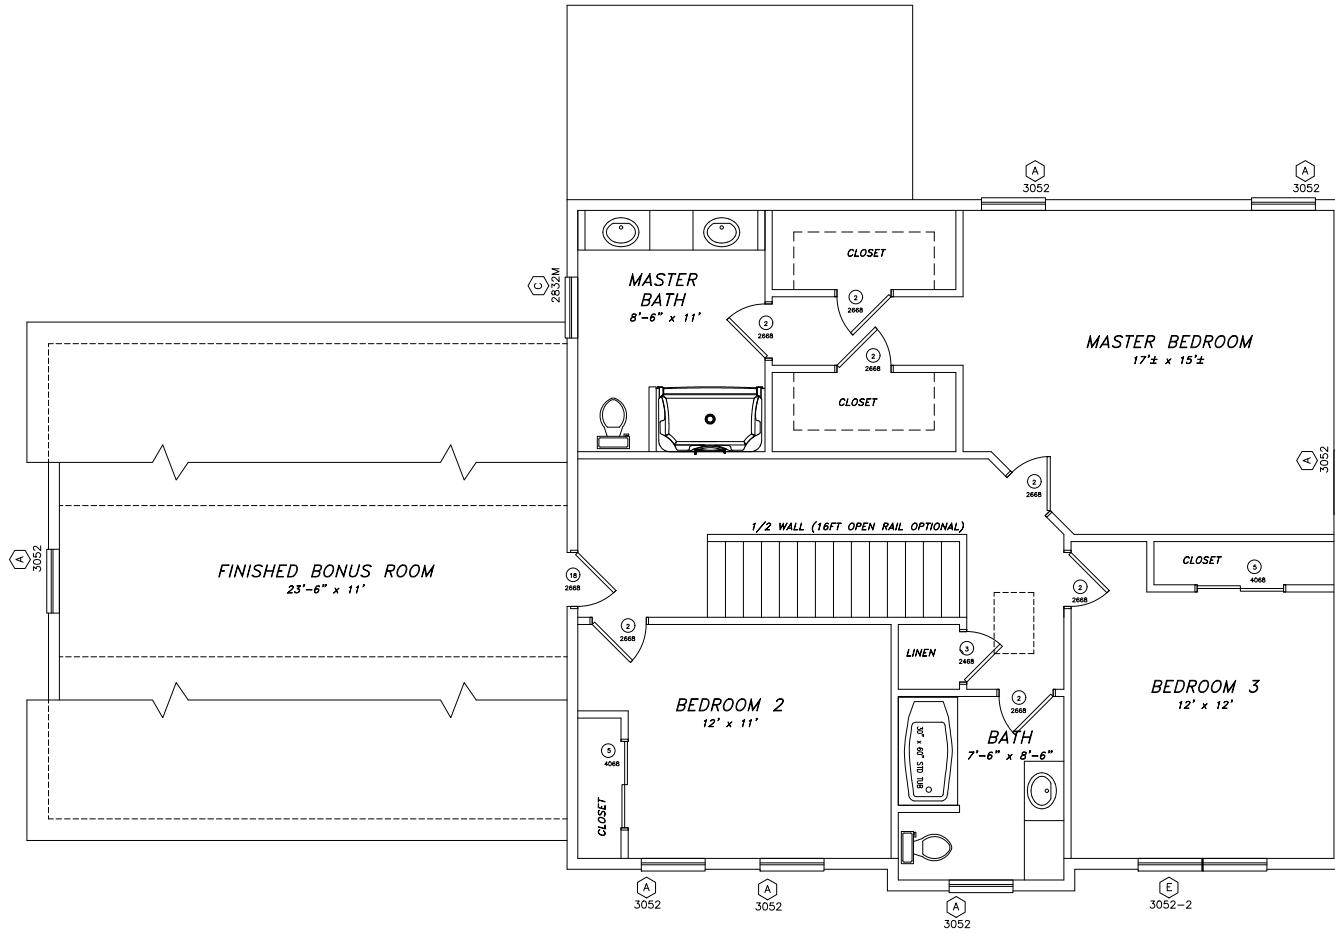 A
3052
A
3052
CLOSET
C
2832M
MASTER
BATH
8'-6" x 11'
2
2668
2
2668
2
2668
MASTER BEDROOM
17'± x 15'±
CLOSET
A
3052
2
2668
1/2 WALL (16FT OPEN RAIL OPTIONAL)
A
3052
FINISHED BONUS ROOM
23'-6" x 11'
18
2668
CLOSET
5
4068
2
2668
2
2668
LINEN
3
2468
BEDROOM 2
12' x 11'
2
2668
BEDROOM 3
12' x 12'
BATH
7'-6" x 8'-6"
30" x 60" STD TUB
5
4068
CLOSET
A
3052
A
3052
A
3052
E
3052-2